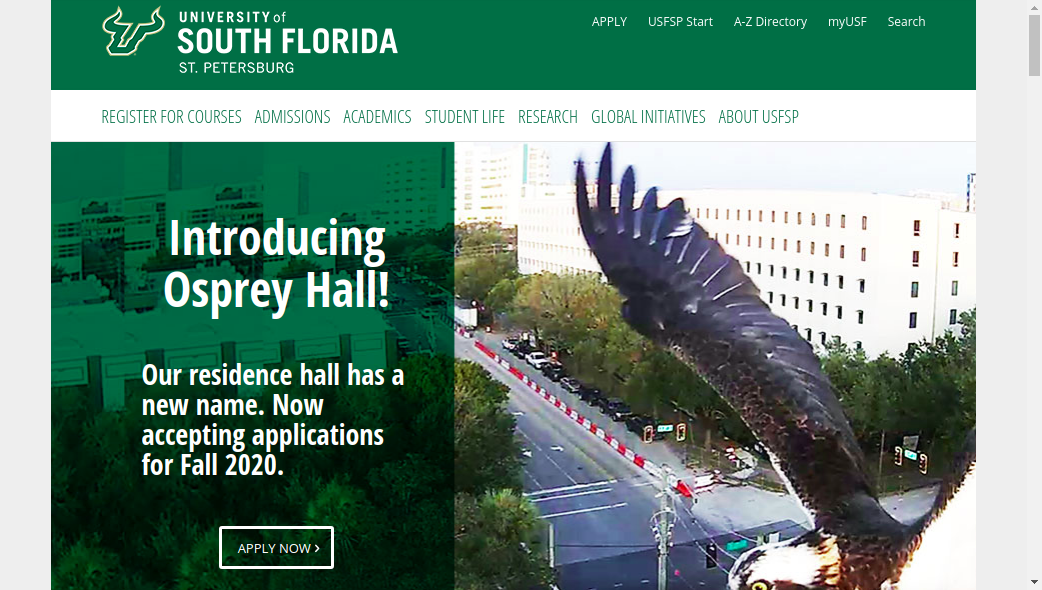 UNIVERSITY of
SOUTH FLORIDA
ST. PETERSBURG
APPLY USFSP Start A-Z Directory myUSF Search
REGISTER FOR COURSES ADMISSIONS ACADEMICS STUDENT LIFE RESEARCH GLOBAL INITIATIVES ABOUT USFSP
Introducing
Osprey Hall!
Our residence hall has a
new name. Now
accepting applications
for Fall 2020.
APPLY NOW ›